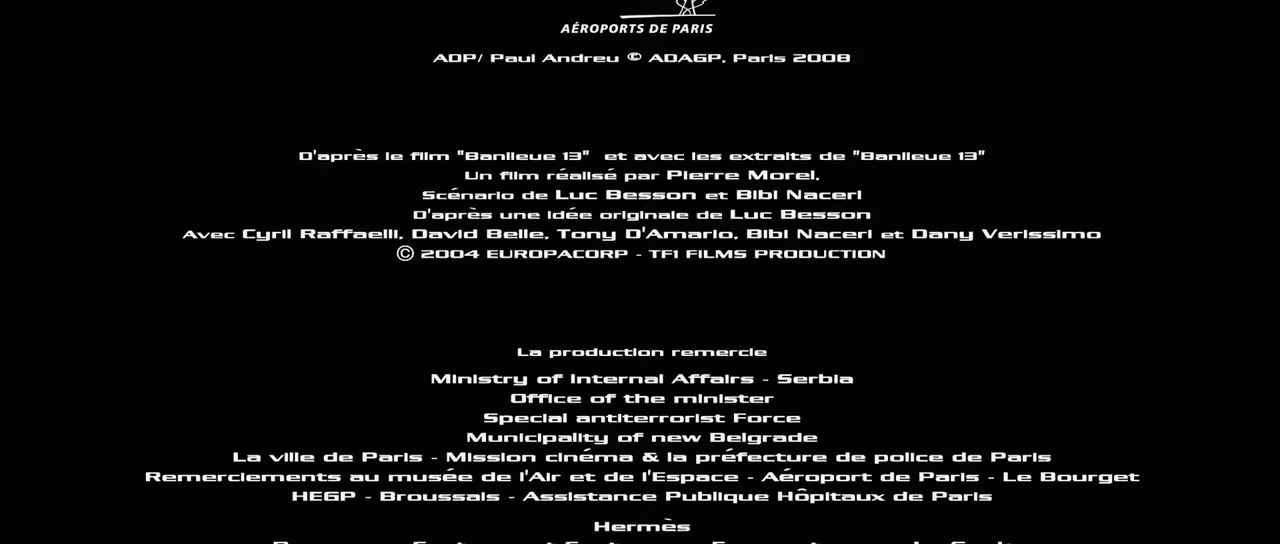 AÉROPORTS DE PARIS
ADP/ Paul Andreu © ADAGP, Paris 2008
D'après le film "Banlieue 13" et avec les extraits de "Banlieue 13"
Un film réalisé par Pierre Morel.
Scénario de Luc Besson et Bibi Naceri
D'après une idée originale de Luc Besson
Avec Cyril Raffaelli, David Belle, Tony D'Amario, Bibi Naceri et Dany Verissimo
© 2004 EUROPACORP - TF1 FILMS PRODUCTION
La production remercie
Ministry of Internal Affairs - Serbia
Office of the minister
Special antiterrorist Force
Municipality of new Belgrade
La ville de Paris - Mission cinéma & la préfecture de police de Paris
Remerciements au musée de l'Air et de l'Espace - Aéroport de Paris - Le Bourget
HEGP - Broussais - Assistance Publique Hôpitaux de Paris
Hermès